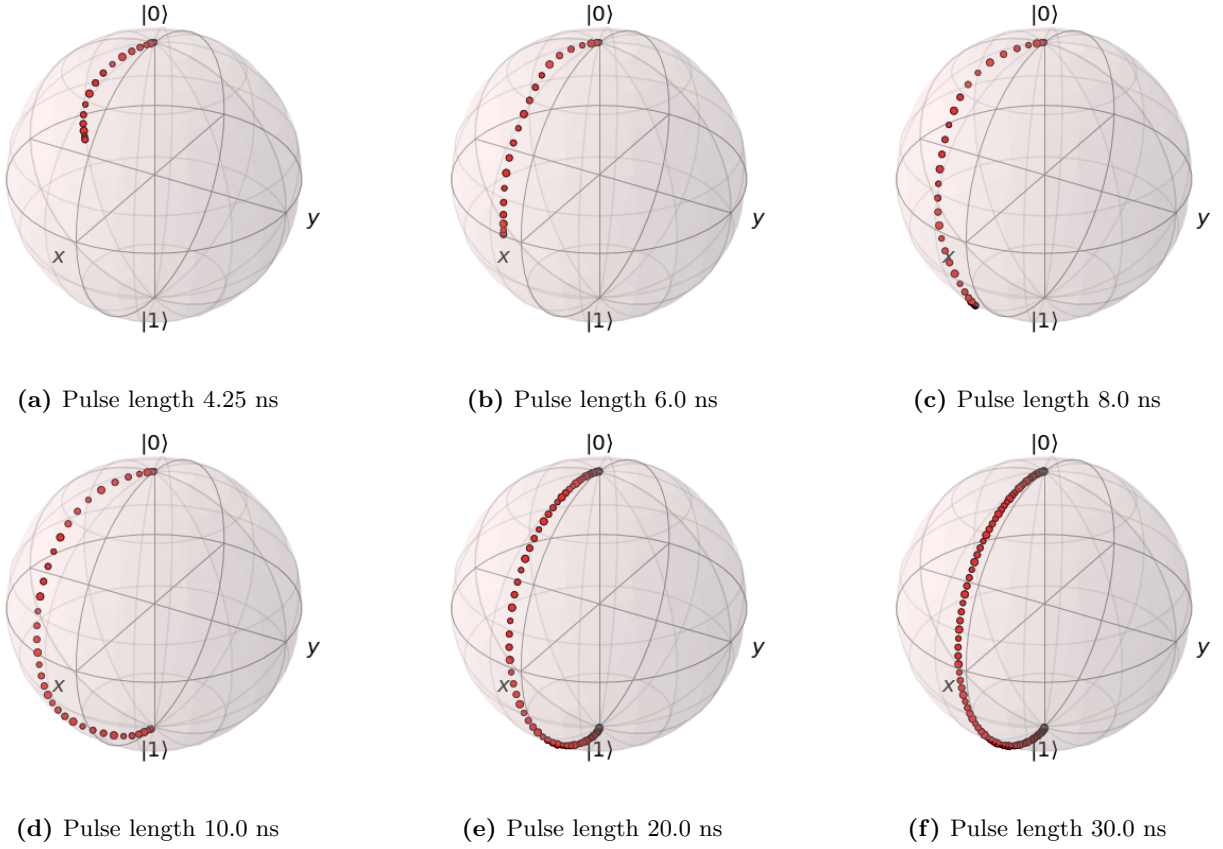 |0⟩ |0⟩ |0⟩
y y y
x x x
|1⟩ |1⟩ |1⟩
(a) Pulse length 4.25 ns (b) Pulse length 6.0 ns (c) Pulse length 8.0 ns
|0⟩ |0⟩ |0⟩
y y y
x x x
|1⟩ |1⟩ |1⟩
(d) Pulse length 10.0 ns (e) Pulse length 20.0 ns (f) Pulse length 30.0 ns